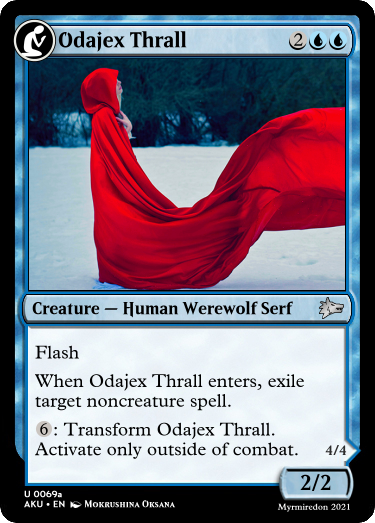 Odajex Thrall 2
Creature — Human Werewolf Serf
Flash
When Odajex Thrall enters, exile
target noncreature spell.
6: Transform Odajex Thrall.
Activate only outside of combat. 4/4
2/2
U 0069a
AKU • EN Mokrushina Oksana
Myrmiredon 2021